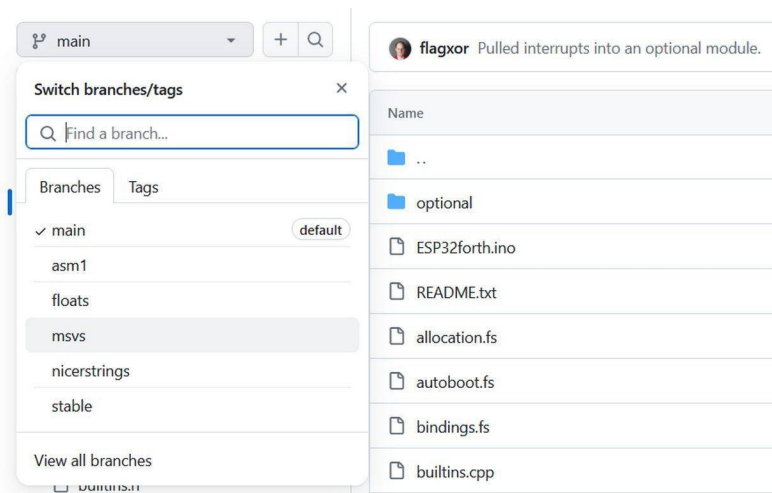 main
Switch branches/tags
Find a branch...
Branches
Tags
main
default
asm1
floats
msvs
nicerstrings
stable
View all branches
builtins.h
flagxor Pulled interrupts into an optional module.
Name
..
optional
ESP32forth.ino
README.txt
allocation.fs
autoboot.fs
bindings.fs
builtins.cpp